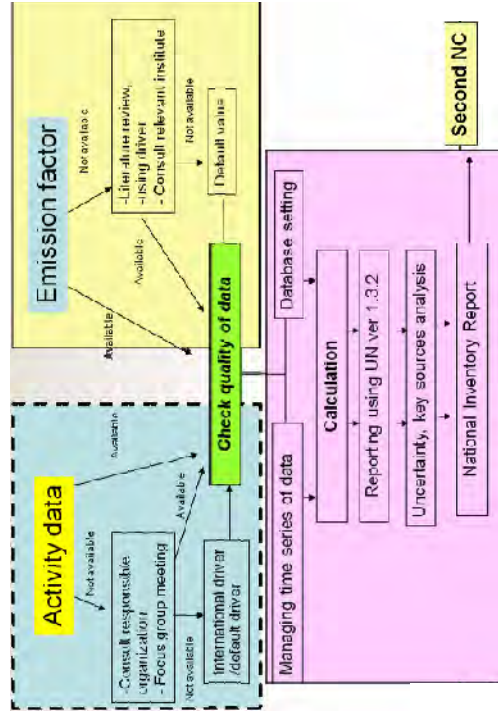 Activity data
Available
Not available
-Consult responsible
organization
- Focus group meeting
Available
Not available
International driver
/default driver
Emission factor
Not available
Available
-Literature review,
-using driver
- Consult relevant institute
Available
Not available
Default value
Check quality of data
Managing time series of data
Database setting
Calculation
Reporting using UN ver 1.3.2
Uncertainty, key sources analysis
National Inventory Report
Second NC